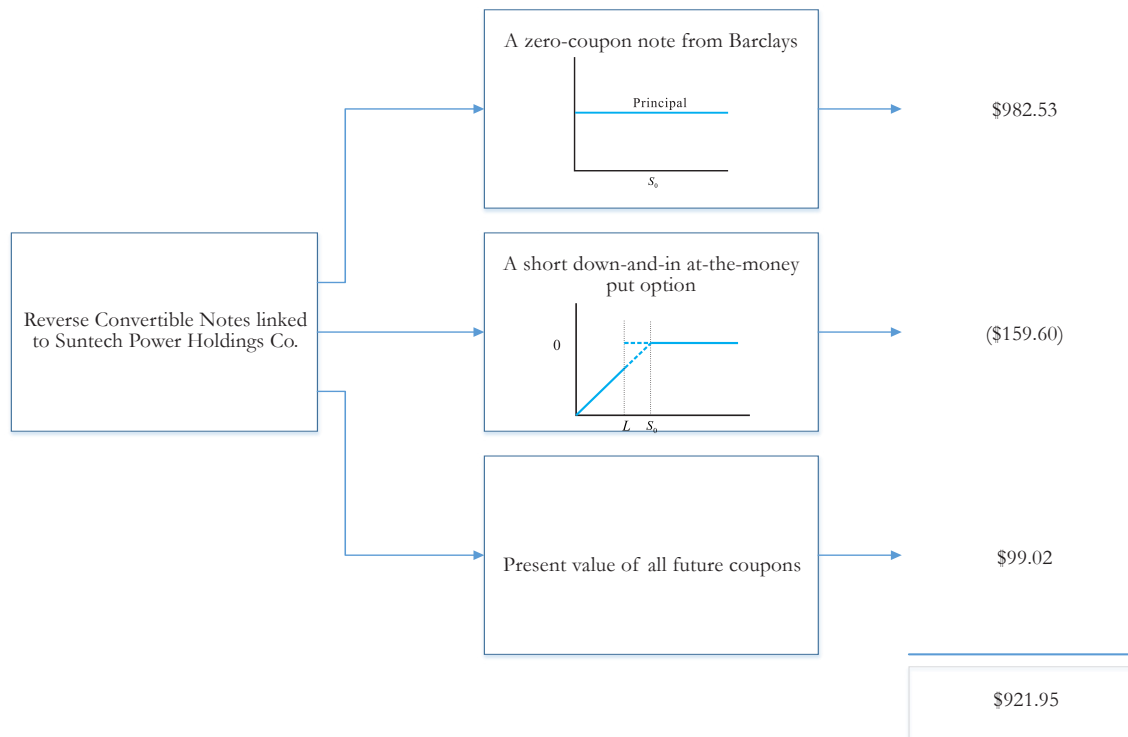 A zero-coupon note from Barclays
Principal
S₀
$982.53
Reverse Convertible Notes linked
to Suntech Power Holdings Co.
A short down-and-in at-the-money
put option
0
L S₀
($159.60)
Present value of all future coupons
$99.02
$921.95